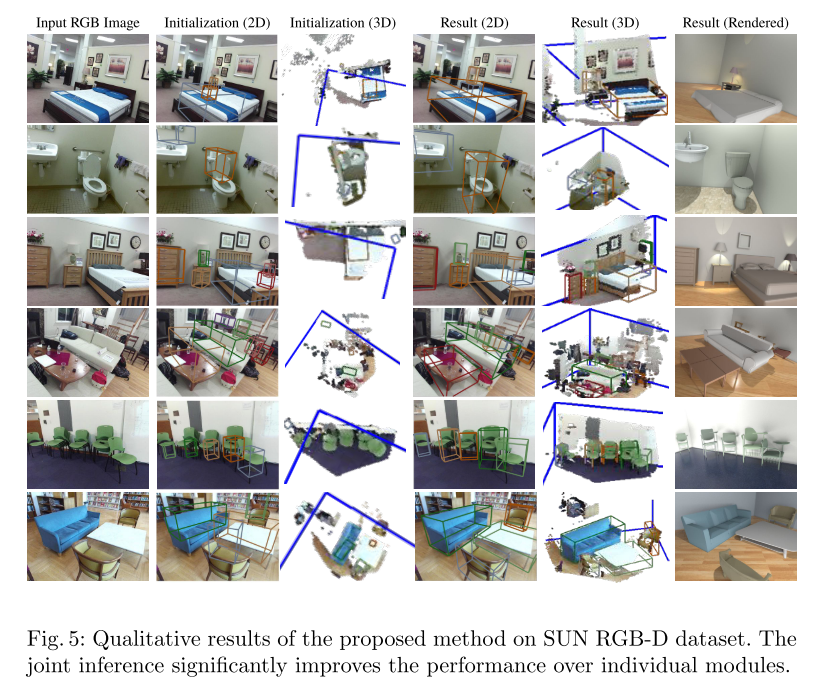 Input RGB Image Initialization (2D) Initialization (3D) Result (2D) Result (3D) Result (Rendered)
Fig. 5: Qualitative results of the proposed method on SUN RGB-D dataset. The
joint inference significantly improves the performance over individual modules.